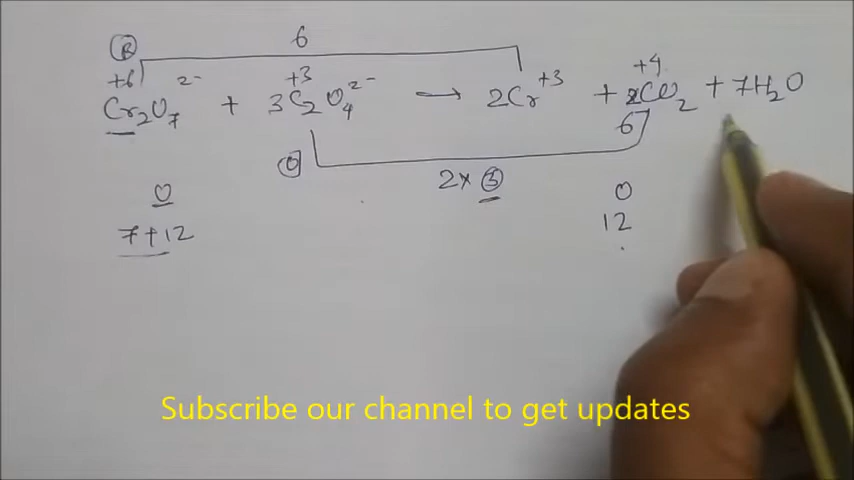 Ⓡ 6
+6 2- +3 2- +3 +4
Cr₂O₇ + 3C₂O₄ → 2Cr + 2CO₂ + 7H₂O
6
Ⓞ 2× ③
O O
7+12 12
Subscribe our channel to get updates